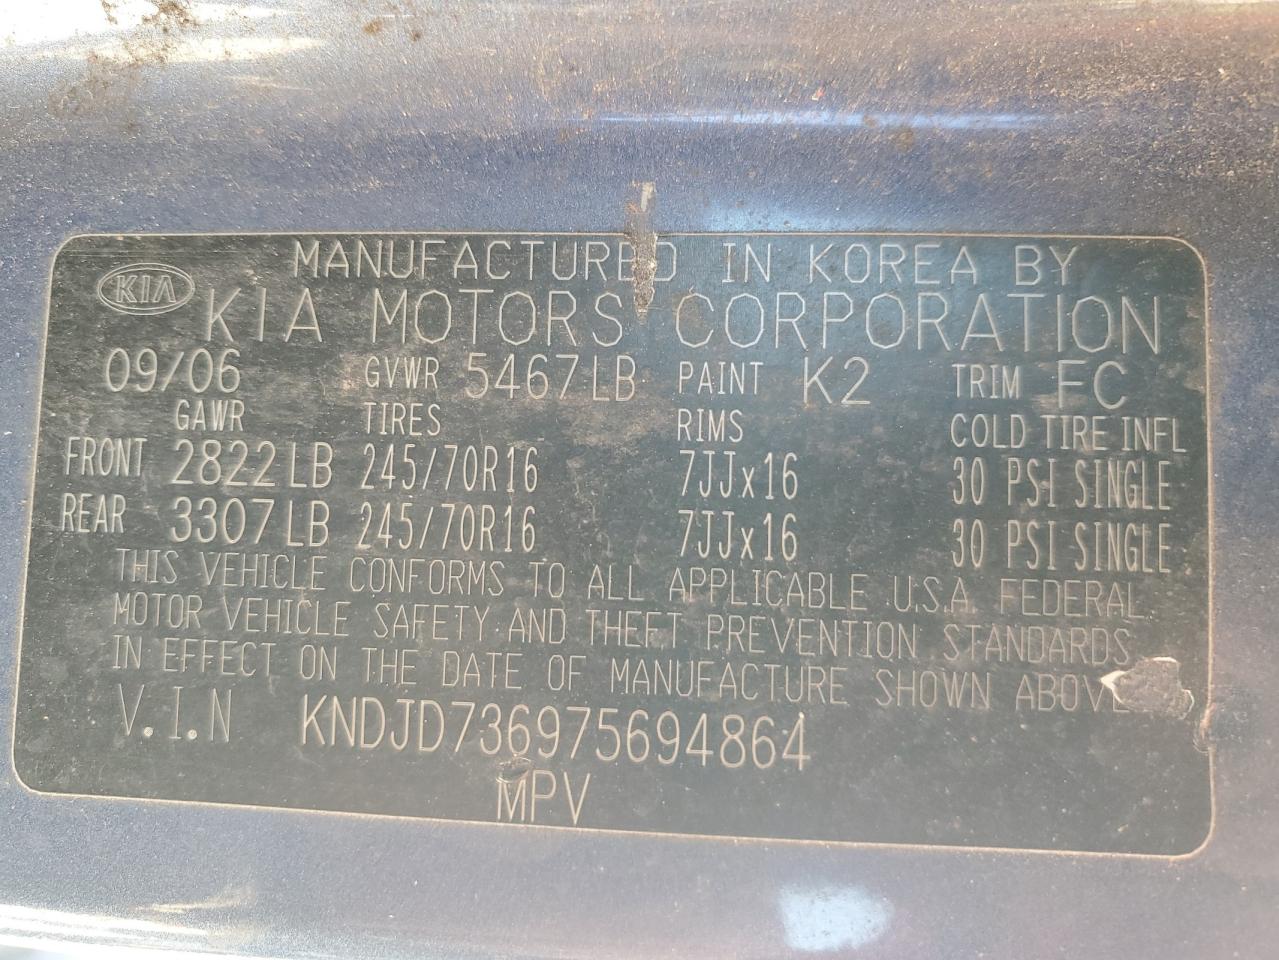 MANUFACTURED IN KOREA BY
KIA KIA MOTORS CORPORATION
09/06 GVWR 5467LB PAINT K2 TRIM FC
GAWR TIRES RIMS COLD TIRE INFL
FRONT 2822LB 245/70R16 7JJx16 30 PSI SINGLE
REAR 3307LB 245/70R16 7JJx16 30 PSI SINGLE
THIS VEHICLE CONFORMS TO ALL APPLICABLE U.S.A. FEDERAL
MOTOR VEHICLE SAFETY AND THEFT PREVENTION STANDARDS
IN EFFECT ON THE DATE OF MANUFACTURE SHOWN ABOVE
V.I.N KNDJD736975694864
MPV